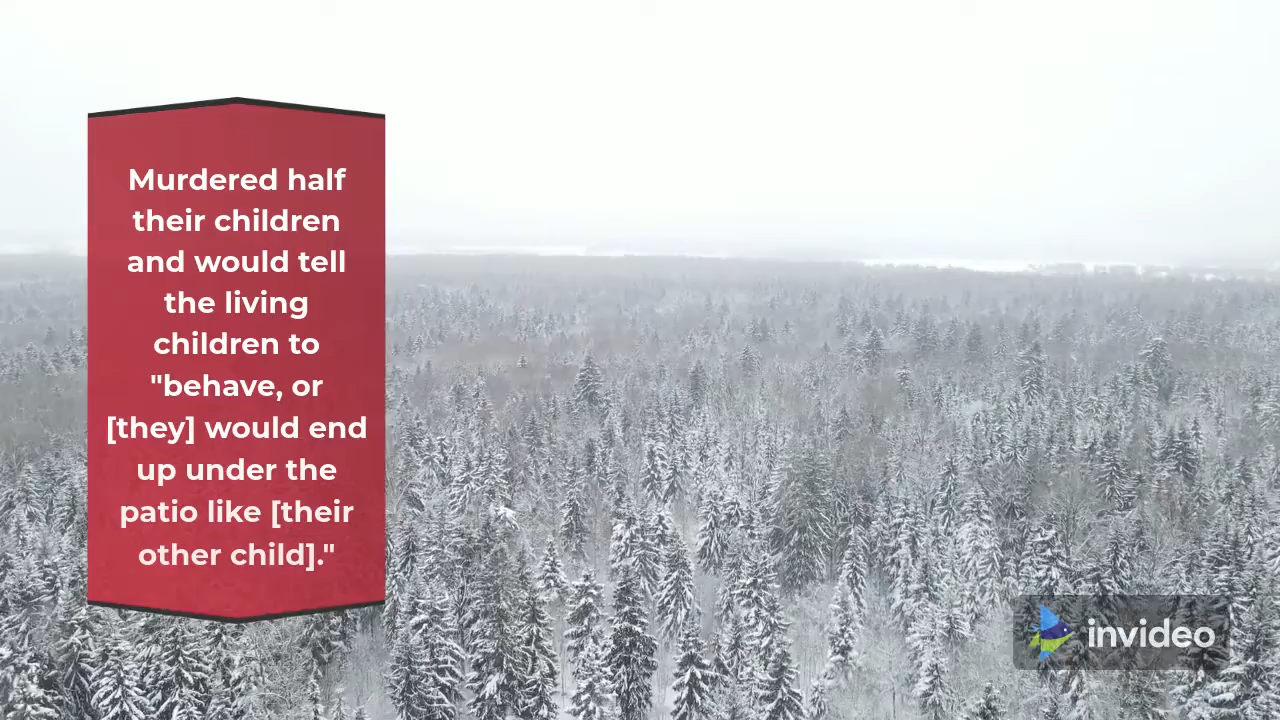 Murdered half
their children
and would tell
the living
children to
"behave, or
[they] would end
up under the
patio like [their
other child]."
invideo